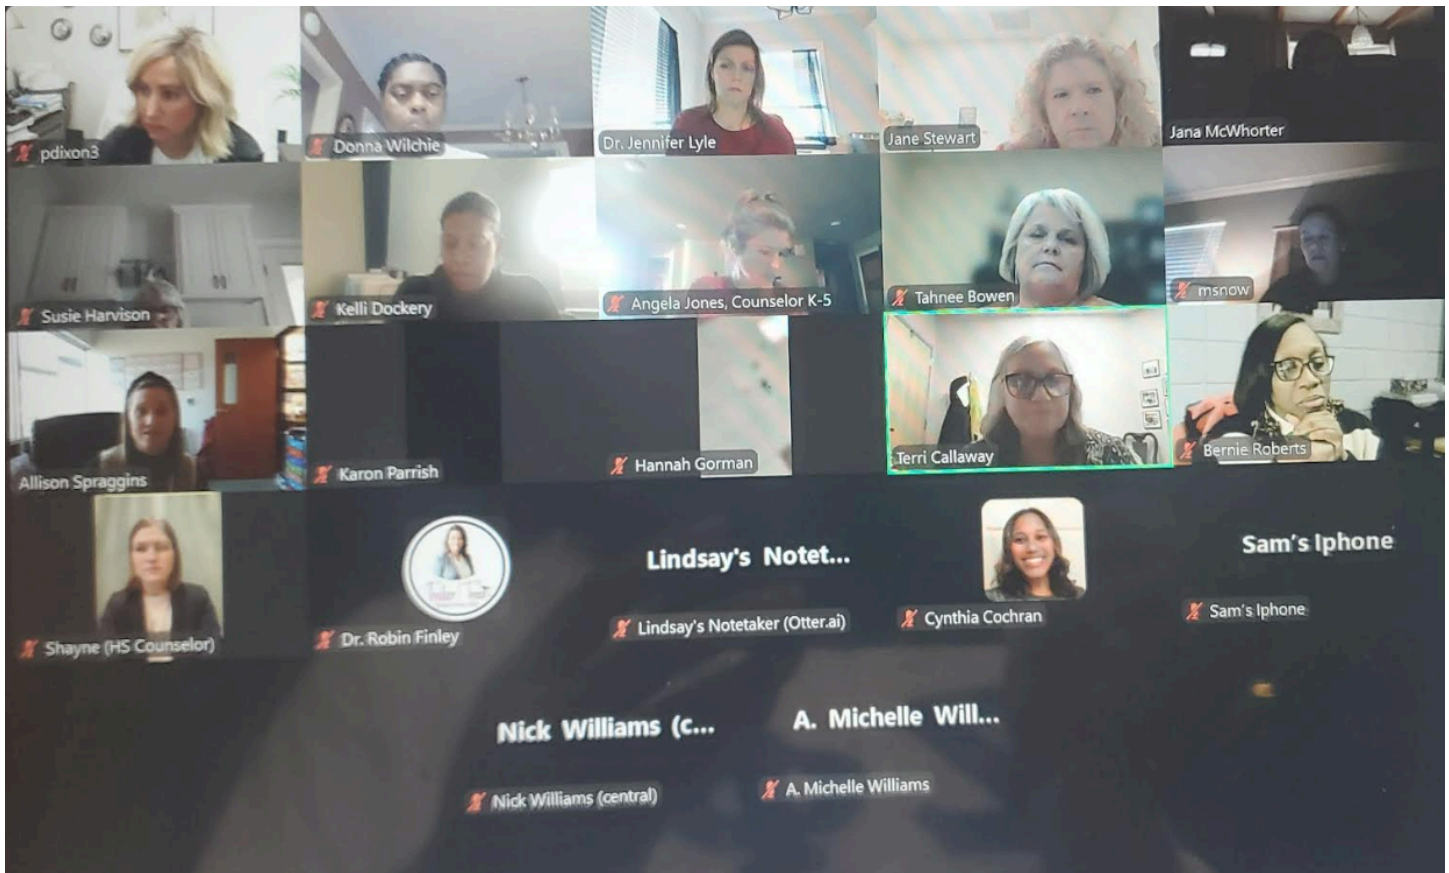 pdixon3
Donna Wilchie
Dr. Jennifer Lyle
Jane Stewart
Jana McWhorter
Susie Harvison
Kelli Dockery
Angela Jones, Counselor K-5
Tahnee Bowen
msnow
Allison Spraggins
Karon Parrish
Hannah Gorman
Terri Callaway
Bernie Roberts
Shayne (HS Counselor)
Dr. Robin Finley
Lindsay's Notet...
Lindsay's Notetaker (Otter.ai)
Cynthia Cochran
Sam's Iphone
Sam's Iphone
Nick Williams (c...
Nick Williams (central)
A. Michelle Will...
A. Michelle Williams